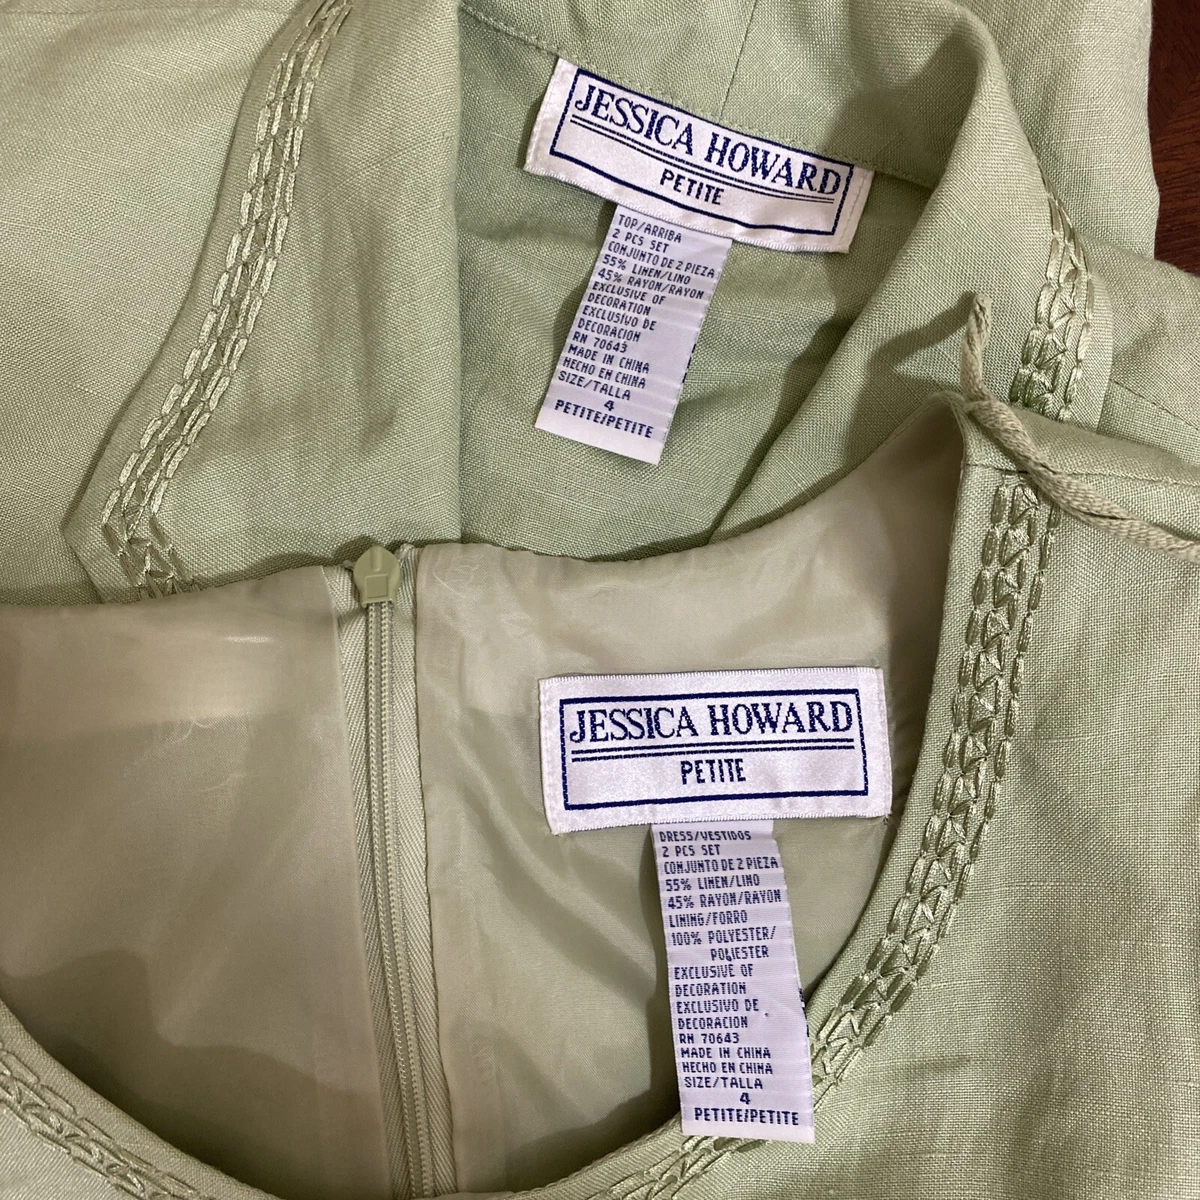 JESSICA HOWARD
PETITE
TOP/ARRIBA
2 PCS SET
CONJUNTO DE 2 PIEZA
55% LINEN/LINO
45% RAYON/RAYON
EXCLUSIVE OF
DECORATION
EXCLUSIVO DE
DECORACION
RN 70643
MADE IN CHINA
HECHO EN CHINA
SIZE/TALLA
4
PETITE/PETITE
JESSICA HOWARD
PETITE
DRESS/VESTIDOS
2 PCS SET
CONJUNTO DE 2 PIEZA
55% LINEN/LINO
45% RAYON/RAYON
LINING/FORRO
100% POLYESTER/
POLIESTER
EXCLUSIVE OF
DECORATION
EXCLUSIVO DE
DECORACION
RN 70643
MADE IN CHINA
HECHO EN CHINA
SIZE/TALLA
4
PETITE/PETITE